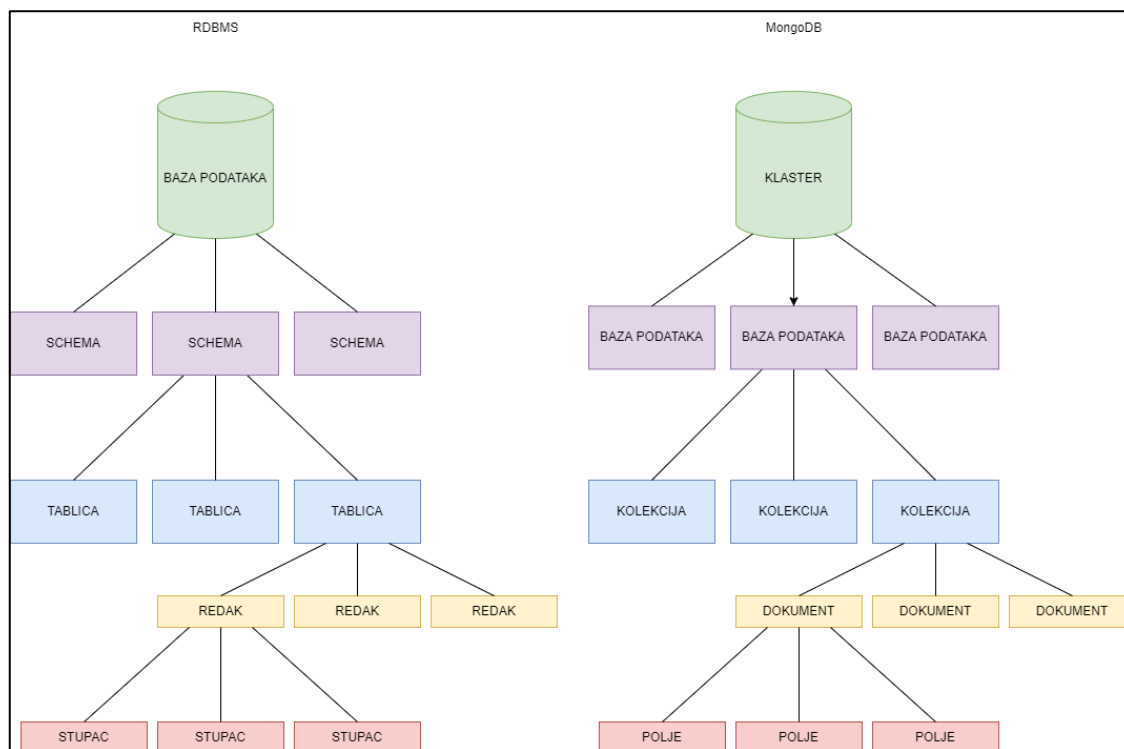 RDBMS
MongoDB
BAZA PODATAKA
KLASTER
SCHEMA
SCHEMA
SCHEMA
BAZA PODATAKA
BAZA PODATAKA
BAZA PODATAKA
TABLICA
TABLICA
TABLICA
KOLEKCIJA
KOLEKCIJA
KOLEKCIJA
REDAK
REDAK
REDAK
DOKUMENT
DOKUMENT
DOKUMENT
STUPAC
STUPAC
STUPAC
POLJE
POLJE
POLJE